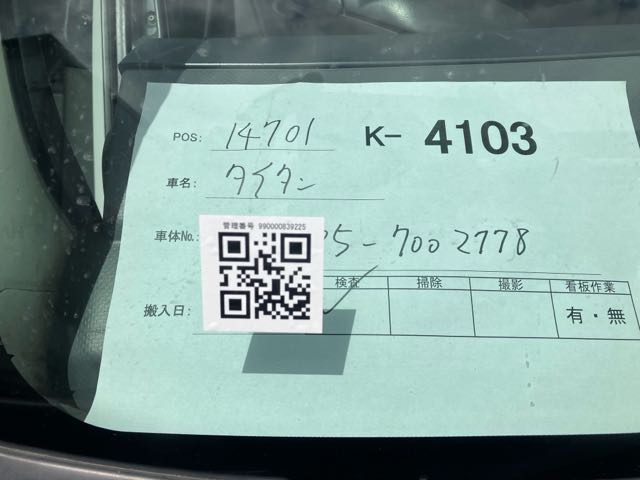 POS: 14701 K- 4103
車名: タイタン
管理番号 990000839225
車体No. 5-7002778
検査 掃除 撮影 看板作業
搬入日: 有・無